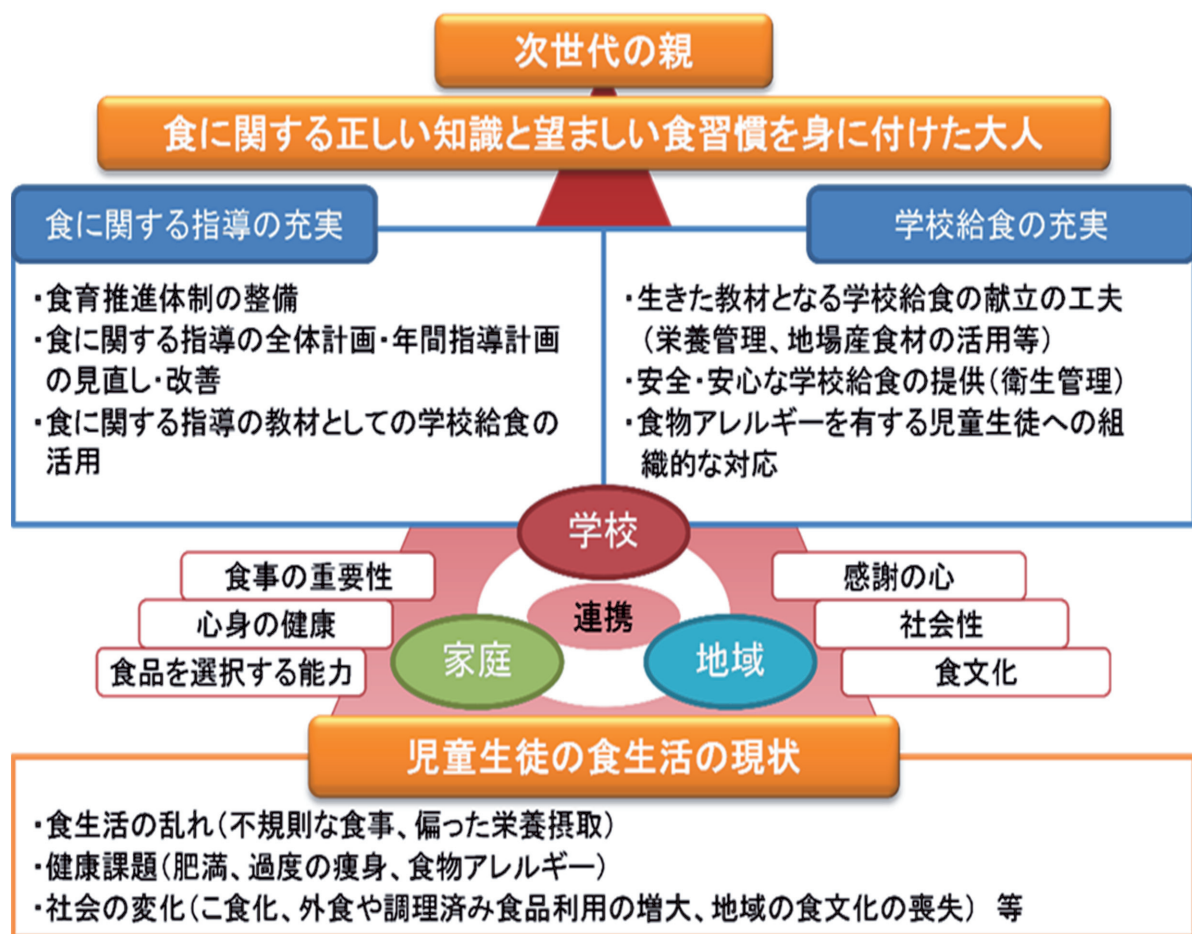 次世代の親
食に関する正しい知識と望ましい食習慣を身に付けた大人
食に関する指導の充実
・食育推進体制の整備
・食に関する指導の全体計画・年間指導計画
の見直し・改善
・食に関する指導の教材としての学校給食の
活用
学校給食の充実
・生きた教材となる学校給食の献立の工夫
(栄養管理、地場産食材の活用等)
・安全・安心な学校給食の提供(衛生管理)
・食物アレルギーを有する児童生徒への組
織的な対応
学校
連携
家庭
地域
食事の重要性
心身の健康
食品を選択する能力
感謝の心
社会性
食文化
児童生徒の食生活の現状
・食生活の乱れ(不規則な食事、偏った栄養摂取)
・健康課題(肥満、過度の痩身、食物アレルギー)
・社会の変化(こ食化、外食や調理済み食品利用の増大、地域の食文化の喪失) 等